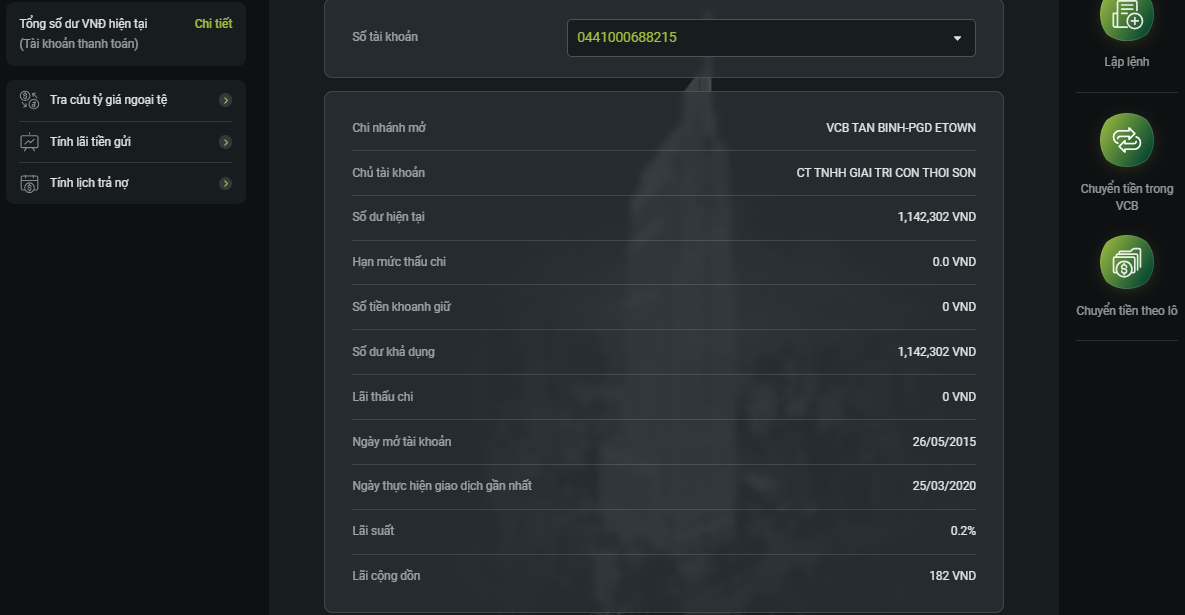 Tổng số dư VNĐ hiện tại Chi tiết
(Tài khoản thanh toán)
Tra cứu tỷ giá ngoại tệ
Tính lãi tiền gửi
Tính lịch trả nợ
Số tài khoản 0441000688215
Chi nhánh mở VCB TAN BINH-PGD ETOWN
Chủ tài khoản CT TNHH GIAI TRI CON THOI SON
Số dư hiện tại 1,142,302 VND
Hạn mức thấu chi 0.0 VND
Số tiền khoanh giữ 0 VND
Số dư khả dụng 1,142,302 VND
Lãi thấu chi 0 VND
Ngày mở tài khoản 26/05/2015
Ngày thực hiện giao dịch gần nhất 25/03/2020
Lãi suất 0.2%
Lãi cộng dồn 182 VND
Lập lệnh
Chuyển tiền trong
VCB
Chuyển tiền theo lô